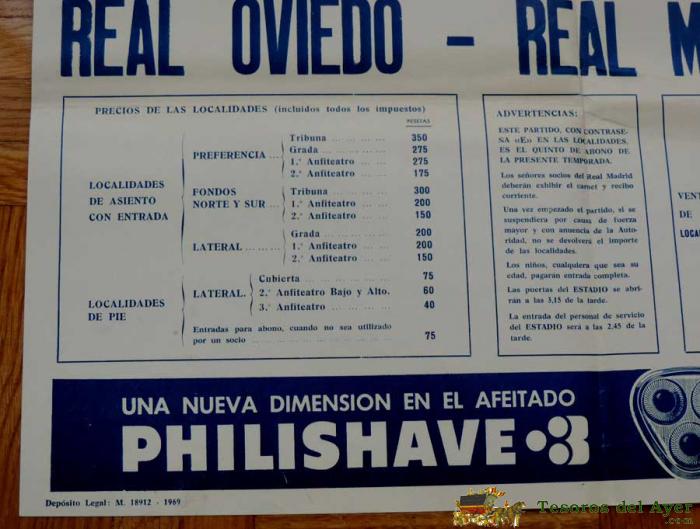 REAL OVIEDO - REAL M
PRECIOS DE LAS LOCALIDADES (incluídos todos los impuestos)
PESETAS
LOCALIDADES
DE ASIENTO
CON ENTRADA
PREFERENCIA ...
Tribuna ... ... ... ... 350
Grada ... ... ... ... 275
1.er Anfiteatro ... ... 275
2.º Anfiteatro ... ... 175
FONDOS
NORTE Y SUR ...
Tribuna ... ... ... ... 300
1.er Anfiteatro ... ... 200
2.º Anfiteatro ... ... 150
LATERAL ... ... ...
Grada ... ... ... ... 200
1.er Anfiteatro ... ... 200
2.º Anfiteatro ... ... 150
LOCALIDADES
DE PIE
LATERAL.
Cubierta ... ... ... ... 75
2.º Anfiteatro Bajo y Alto. 60
3.er Anfiteatro ... ... 40
Entradas para abono, cuando no sea utilizado
por un socio ... ... ... ... ... ... 75
ADVERTENCIAS:
ESTE PARTIDO, CON CONTRASE-
ÑA «E» EN LAS LOCALIDADES,
ES EL QUINTO DE ABONO DE
LA PRESENTE TEMPORADA.
Los señores socios del Real Madrid
deberán exhibir el carnet y recibo
corriente.
Una vez empezado el partido, si se
suspendiera por causa de fuerza
mayor y con anuencia de la Auto-
ridad, no se devolverá el importe
de las localidades.
Los niños, cualquiera que sea su
edad, pagarán entrada completa.
Las puertas del ESTADIO se abri-
rán a las 3,15 de la tarde.
La entrada del personal de servicio
del ESTADIO será a las 2,45 de la
tarde.
VENT
DE
LOCA
UNA NUEVA DIMENSION EN EL AFEITADO
PHILISHAVE 3
Depósito Legal: M. 18912 - 1969
Tesoros del Ayer
.com